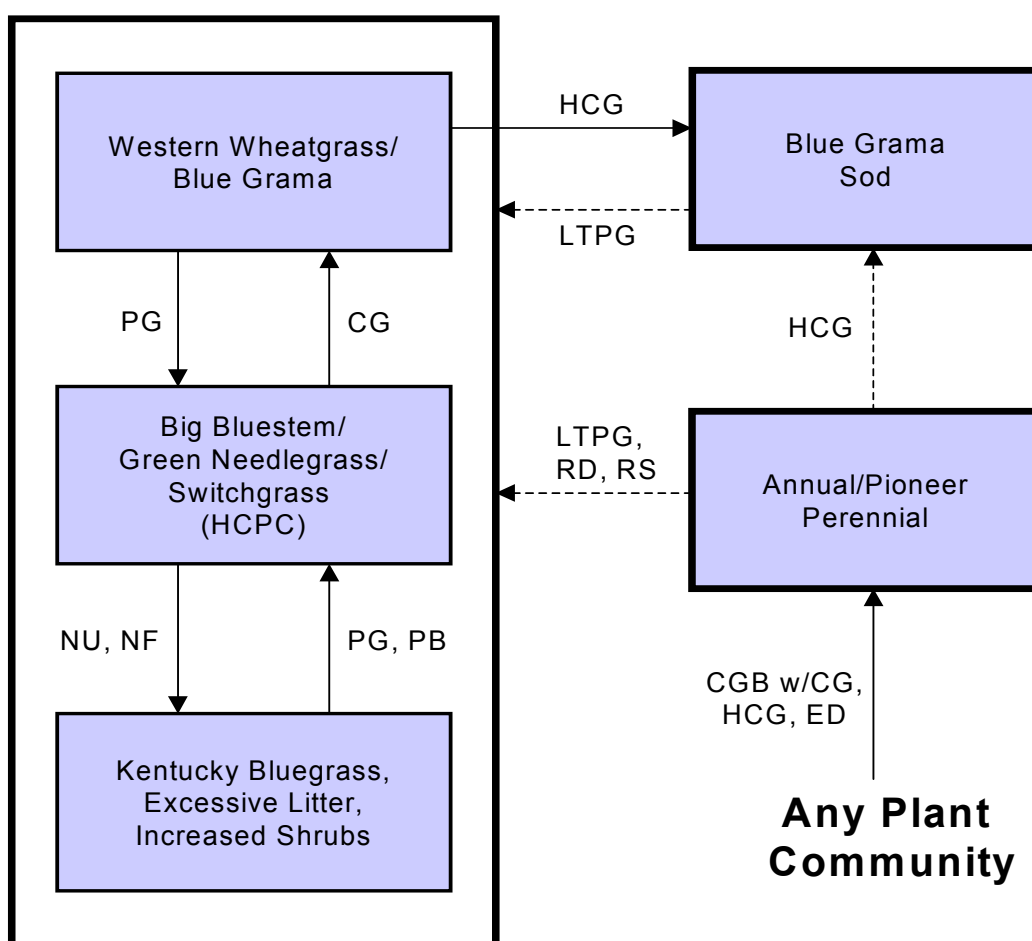 Western Wheatgrass/
Blue Grama
HCG
Blue Grama
Sod
LTPG
PG
CG
HCG
Big Bluestem/
Green Needlegrass/
Switchgrass
(HCPC)
LTPG,
RD, RS
Annual/Pioneer
Perennial
NU, NF
PG, PB
CGB w/CG,
HCG, ED
Kentucky Bluegrass,
Excessive Litter,
Increased Shrubs
Any Plant
Community